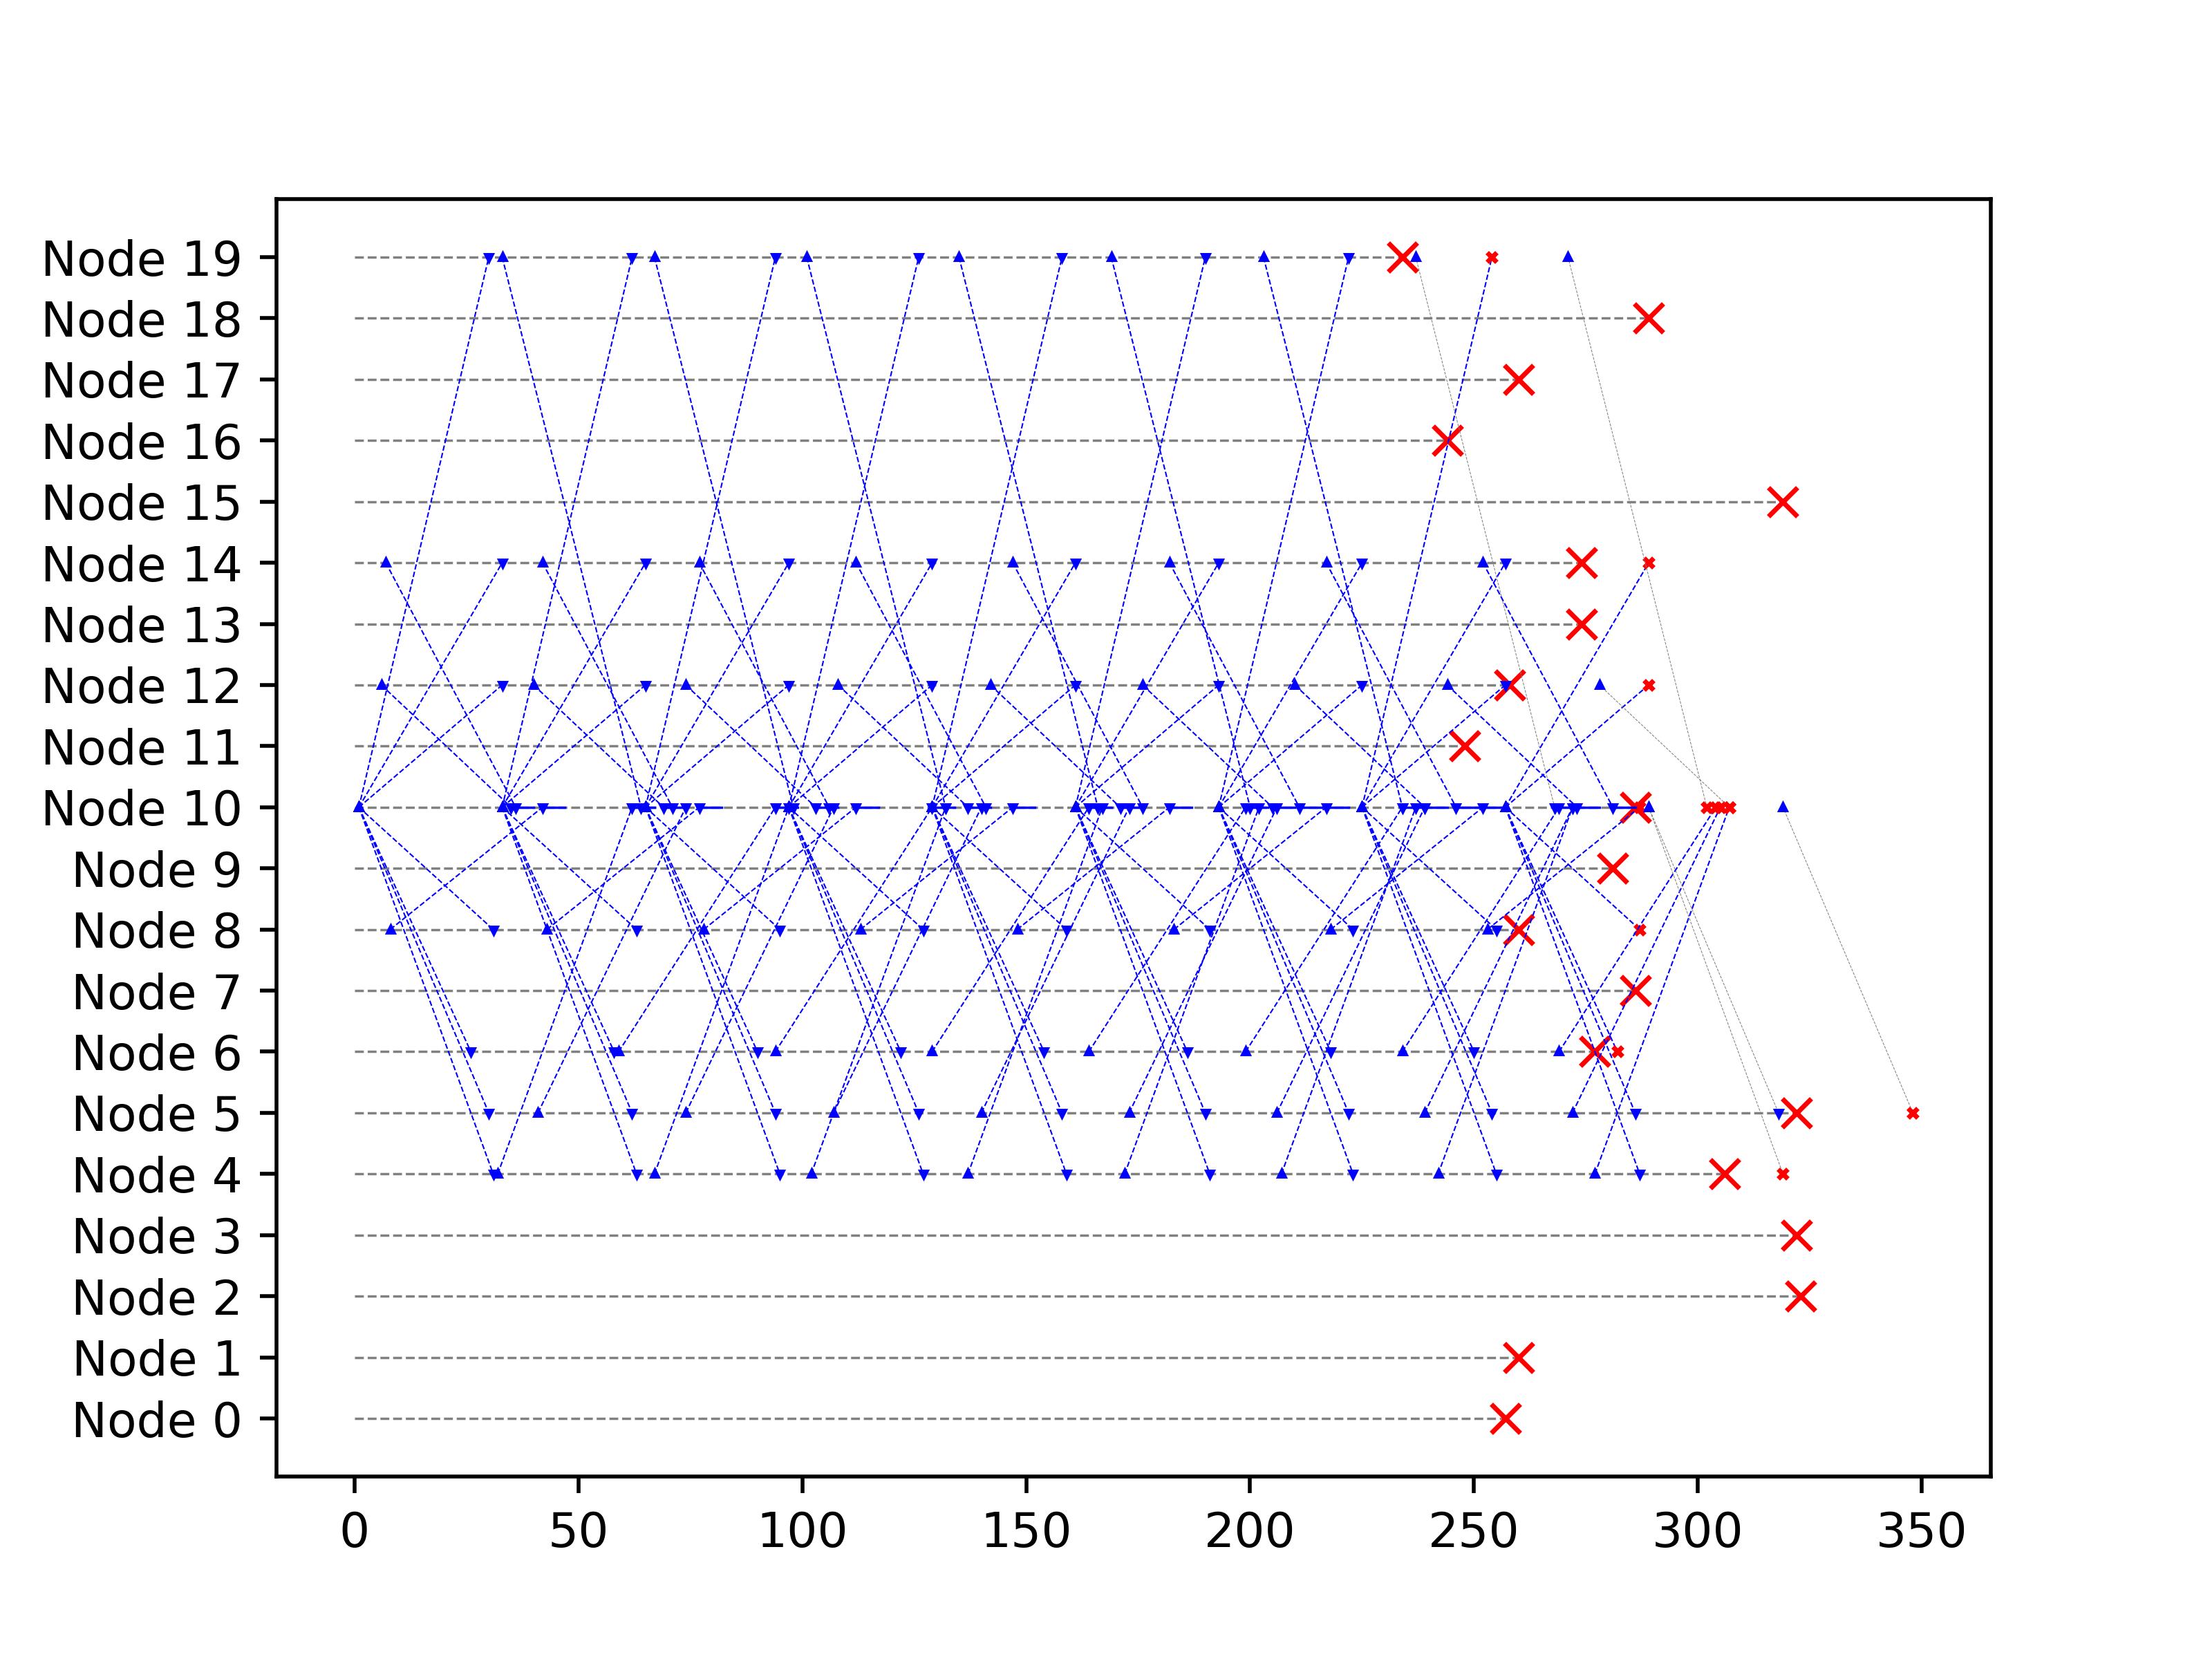 Node 19
Node 18
Node 17
Node 16
Node 15
Node 14
Node 13
Node 12
Node 11
Node 10
Node 9
Node 8
Node 7
Node 6
Node 5
Node 4
Node 3
Node 2
Node 1
Node 0
0 50 100 150 200 250 300 350